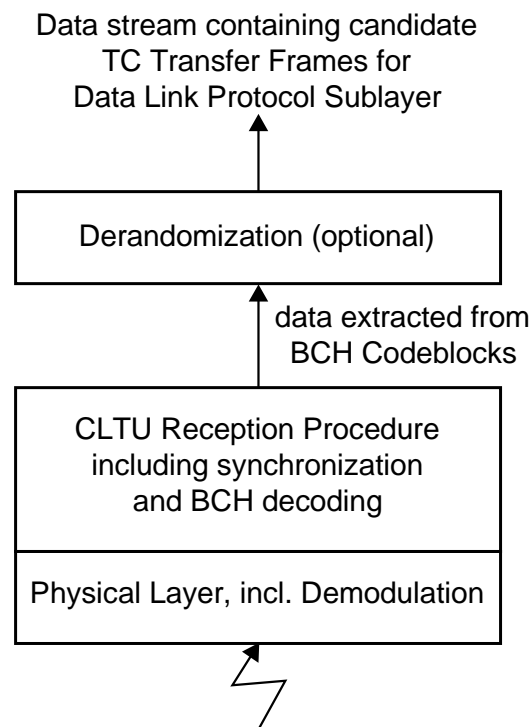 Data stream containing candidate
TC Transfer Frames for
Data Link Protocol Sublayer
Derandomization (optional)
data extracted from
BCH Codeblocks
CLTU Reception Procedure
including synchronization
and BCH decoding
Physical Layer, incl. Demodulation